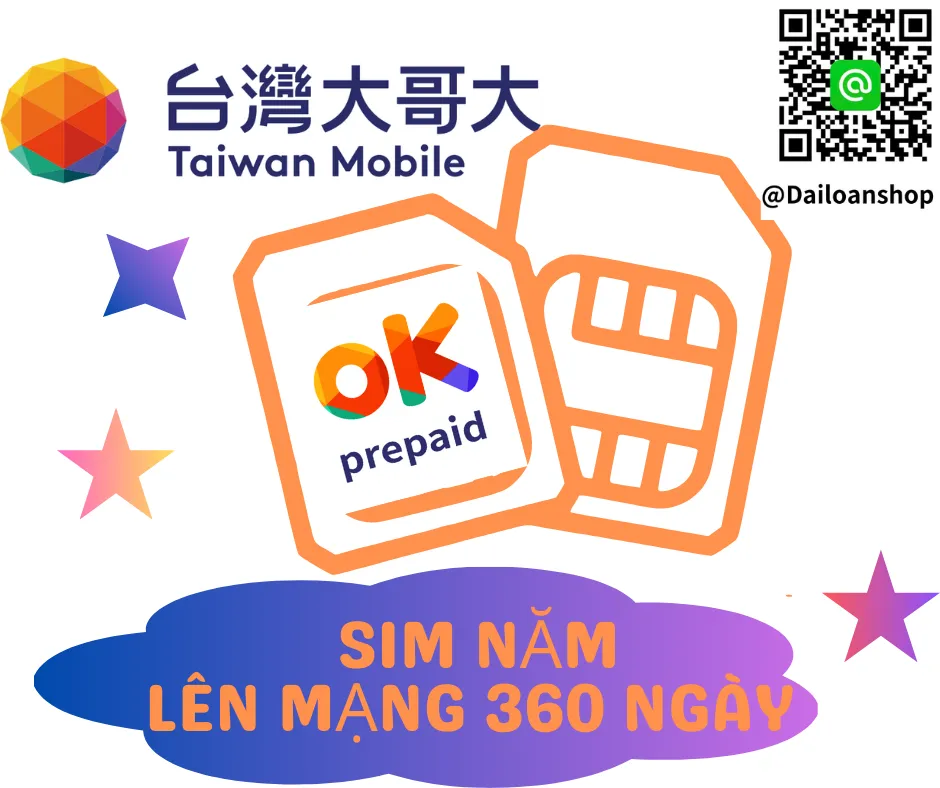 台灣大哥大
Taiwan Mobile
@
@Dailoanshop
OK
prepaid
SIM NĂM
LÊN MẠNG 360 NGÀY